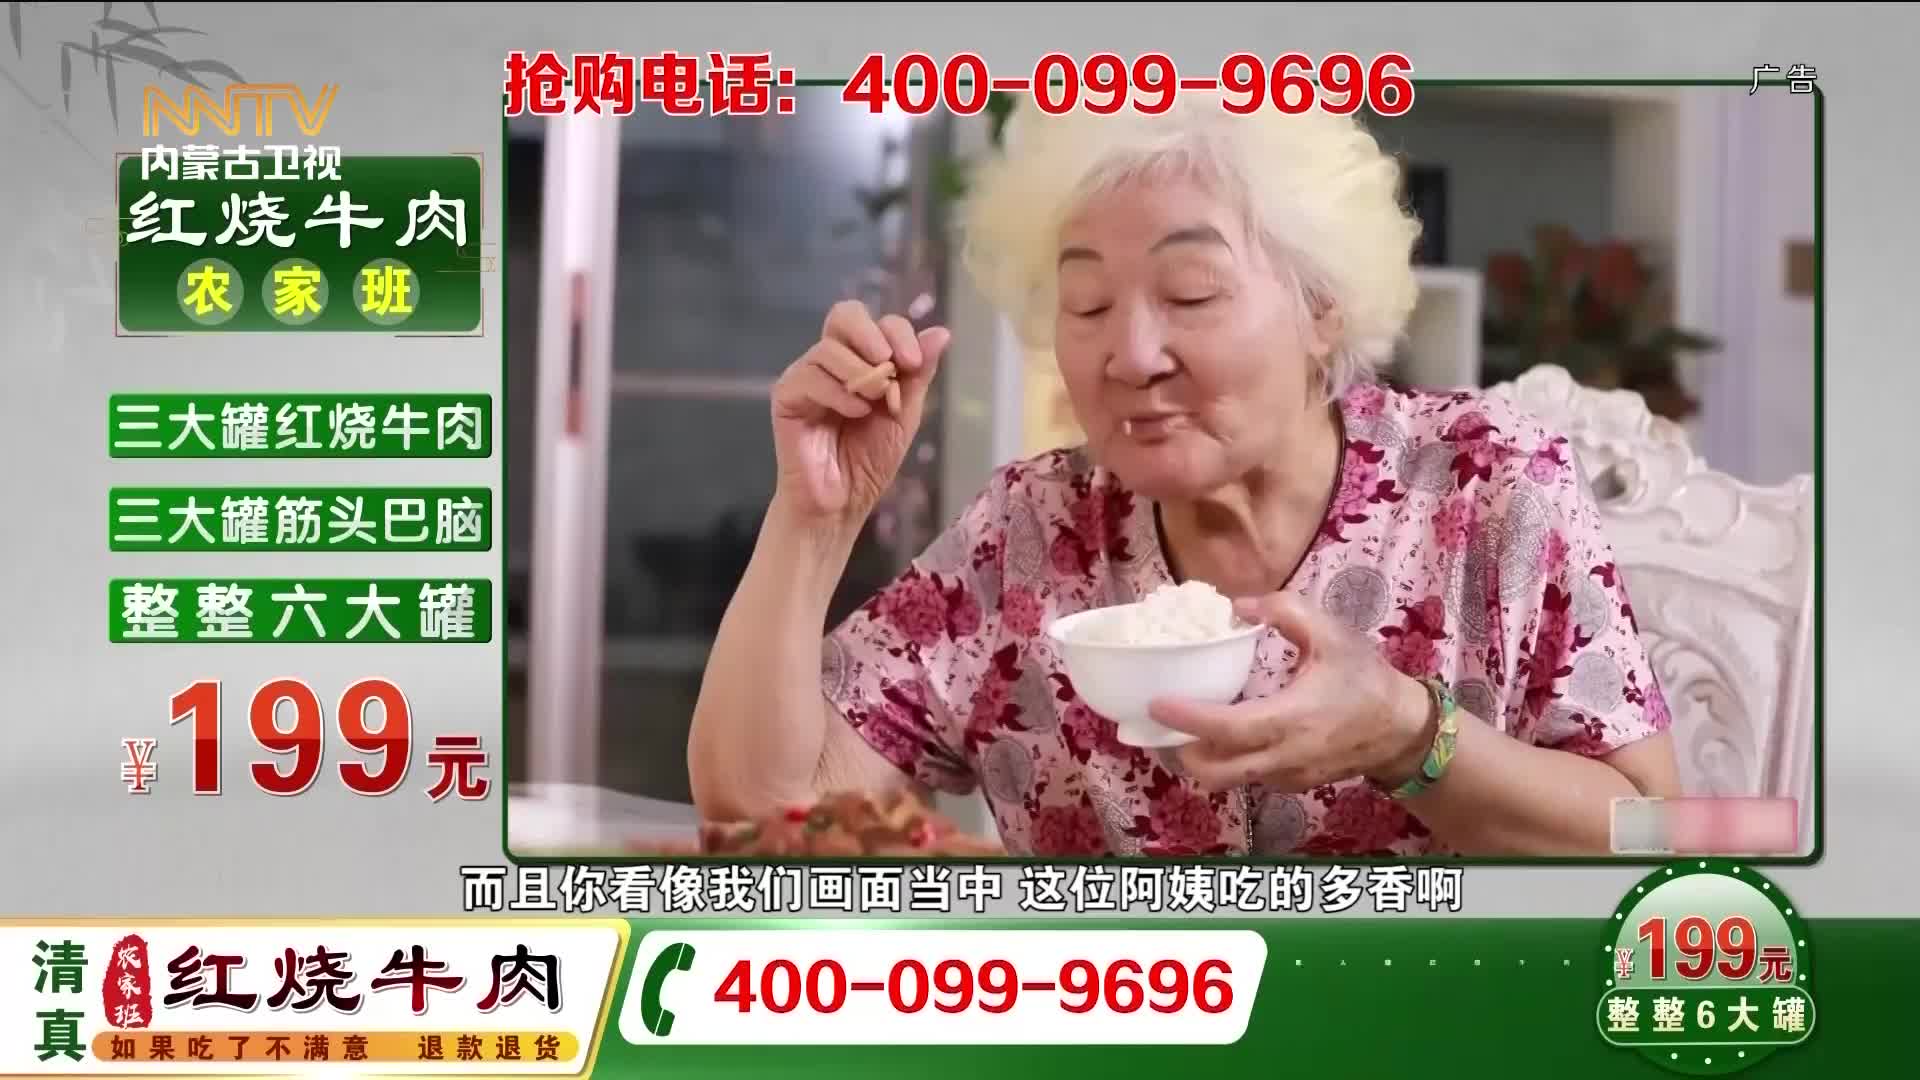 抢购电话：400-099-9696
广告
NNTV
内蒙古卫视
红烧牛肉
农家班
三大罐红烧牛肉
三大罐筋头巴脑
整整六大罐
¥199元
而且你看像我们画面当中 这位阿姨吃的多香啊
清真
农家班
红烧牛肉
如果吃了不满意 退款退货
400-099-9696
¥199元
整整6大罐